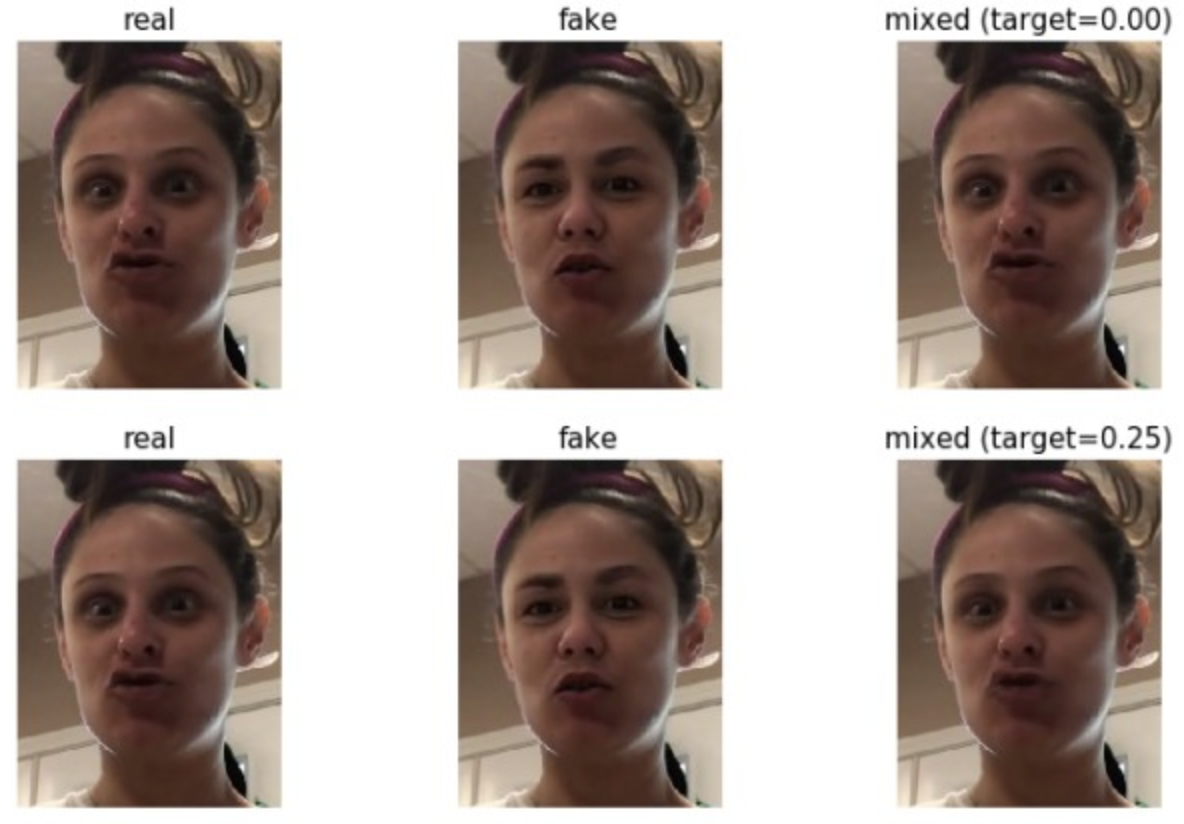 real fake mixed (target=0.00)
real fake mixed (target=0.25)